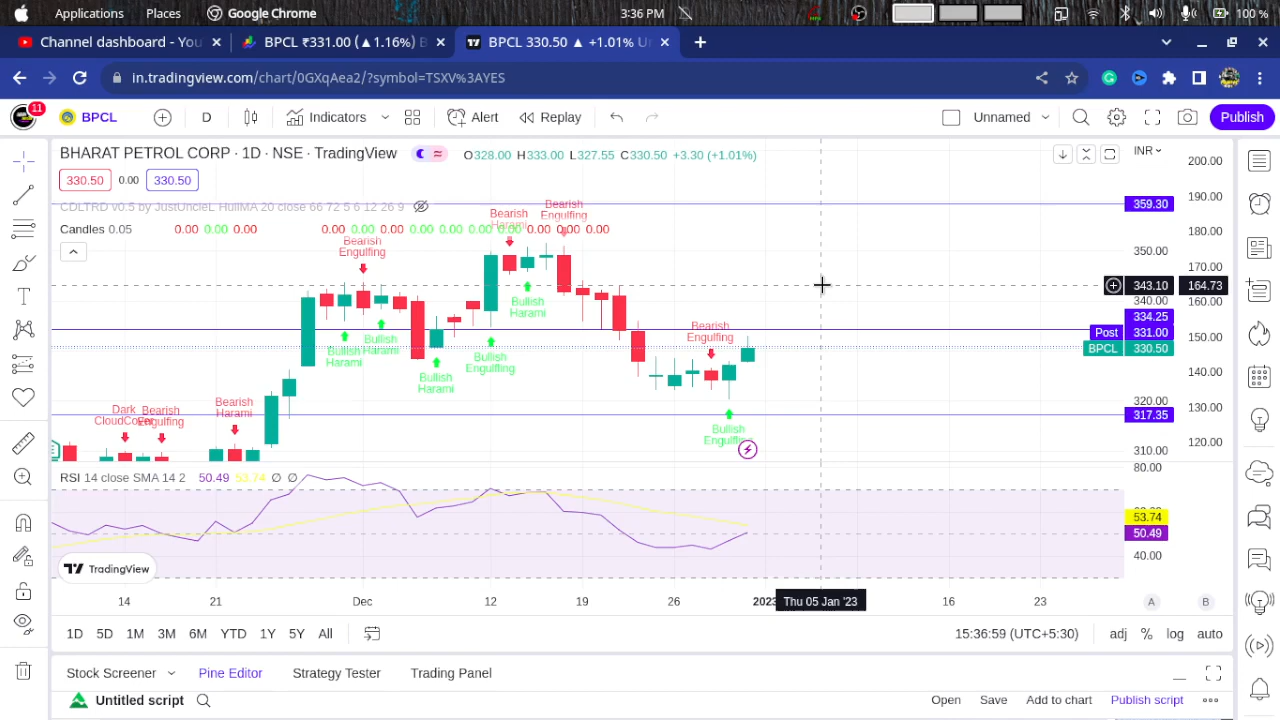 Applications Places Google Chrome 3:36 PM 100 %
Channel dashboard - You BPCL ₹331.00 (▲1.16%) B BPCL 330.50 ▲ +1.01% Un
in.tradingview.com/chart/0GXqAea2/?symbol=TSXV%3AYES
11 BPCL D Indicators Alert Replay Unnamed Publish
BHARAT PETROL CORP · 1D · NSE · TradingView O328.00 H333.00 L327.55 C330.50 +3.30 (+1.01%) INR
330.50 0.00 330.50
CDLTRD v0.5 by JustUncleL HullMA 20 close 66 72 5 6 12 26 9
Candles 0.05 0.00 0.00 0.00 0.00 0.00 0.00 0.00 0.00 0.00 0.00 0.00 0.00 0.00 0.00
Bearish Engulfing
Bearish Harami
Bearish Engulfing
Bearish Engulfing
Bullish Harami
Bullish Harami
Bullish Harami
Bullish Engulfing
Bullish Harami
Dark CloudCover
Bearish Engulfing
Bearish Harami
Bullish Engulfing
359.30
350.00
343.10
340.00
334.25
Post 331.00
BPCL 330.50
320.00
317.35
310.00
200.00
190.00
180.00
170.00
164.73
160.00
150.00
140.00
130.00
120.00
RSI 14 close SMA 14 2 50.49 53.74 ∅ ∅
80.00
53.74
50.49
40.00
TradingView
14 21 Dec 12 19 26 2023 Thu 05 Jan '23 16 23 A B
1D 5D 1M 3M 6M YTD 1Y 5Y All 15:36:59 (UTC+5:30) adj % log auto
Stock Screener Pine Editor Strategy Tester Trading Panel
Untitled script Open Save Add to chart Publish script